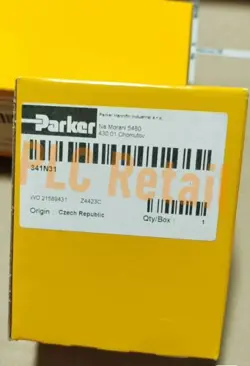 Parker Hannifin Industrial s.r.o.
Parker
Na Moráni 5480
430 01 Chomutov
341N31
PLC Retail
WO 21589431 Z4423C
Origin : Czech Republic
Qty/Box :
1